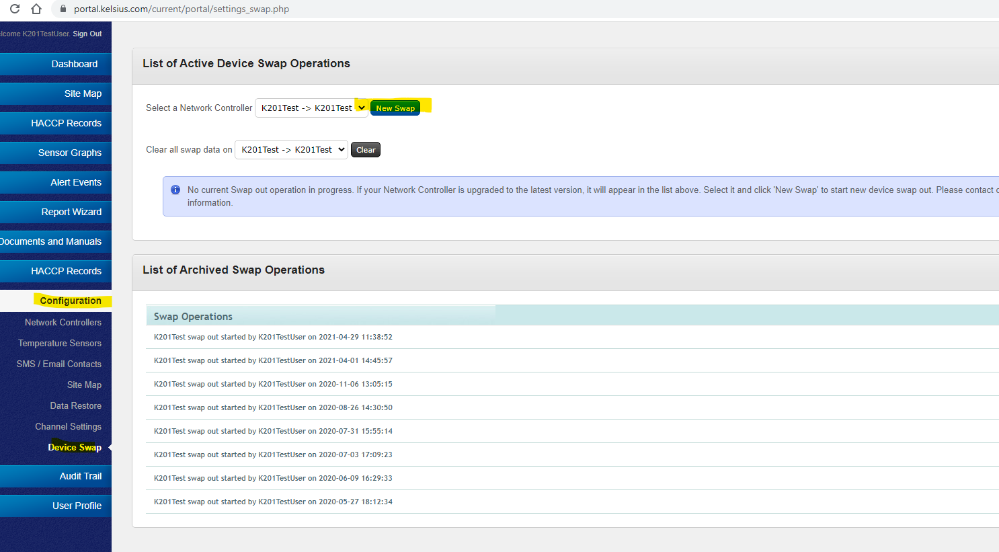 portal.kelsius.com/current/portal/settings_swap.php
lcome K201TestUser. Sign Out
Dashboard
Site Map
HACCP Records
Sensor Graphs
Alert Events
Report Wizard
Documents and Manuals
HACCP Records
Configuration
Network Controllers
Temperature Sensors
SMS / Email Contacts
Site Map
Data Restore
Channel Settings
Device Swap
Audit Trail
User Profile
List of Active Device Swap Operations
Select a Network Controller K201Test -> K201Test New Swap
Clear all swap data on K201Test -> K201Test Clear
No current Swap out operation in progress. If your Network Controller is upgraded to the latest version, it will appear in the list above. Select it and click 'New Swap' to start new device swap out. Please contact
information.
List of Archived Swap Operations
Swap Operations
K201Test swap out started by K201TestUser on 2021-04-29 11:38:52
K201Test swap out started by K201TestUser on 2021-04-01 14:45:57
K201Test swap out started by K201TestUser on 2020-11-06 13:05:15
K201Test swap out started by K201TestUser on 2020-08-26 14:30:50
K201Test swap out started by K201TestUser on 2020-07-31 15:55:14
K201Test swap out started by K201TestUser on 2020-07-03 17:09:23
K201Test swap out started by K201TestUser on 2020-06-09 16:29:33
K201Test swap out started by K201TestUser on 2020-05-27 18:12:34